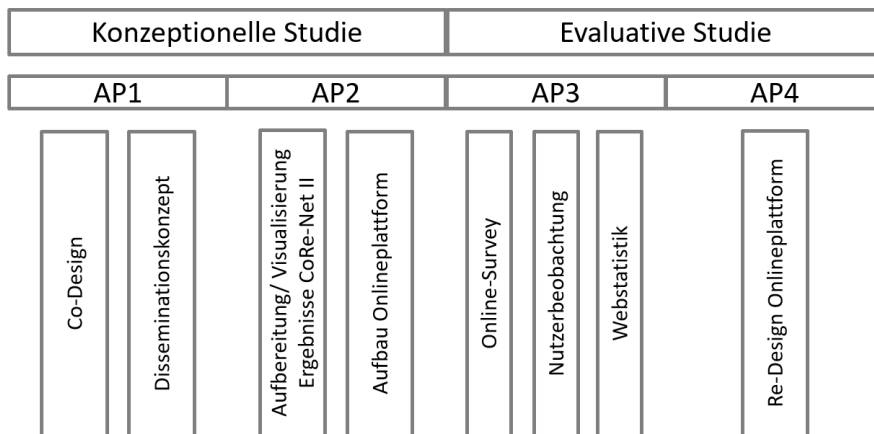 Konzeptionelle Studie
Evaluative Studie
AP1
AP2
AP3
AP4
Co-Design
Disseminationskonzept
Aufbereitung/ Visualisierung
Ergebnisse CoRe-Net II
Aufbau Onlineplattform
Online-Survey
Nutzerbeobachtung
Webstatistik
Re-Design Onlineplattform